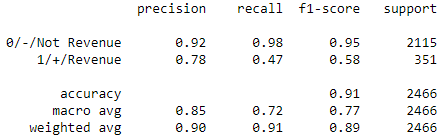 precision recall f1-score support
0/-/Not Revenue 0.92 0.98 0.95 2115
1/+/Revenue 0.78 0.47 0.58 351
accuracy 0.91 2466
macro avg 0.85 0.72 0.77 2466
weighted avg 0.90 0.91 0.89 2466